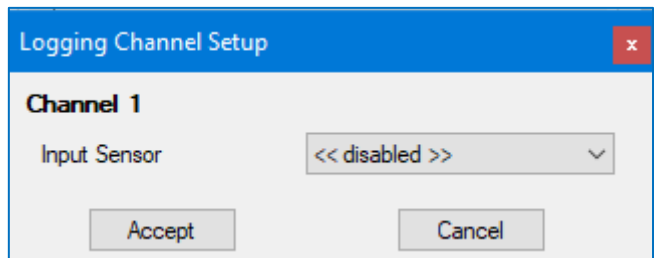 Logging Channel Setup x
Channel 1
Input Sensor << disabled >>
Accept Cancel